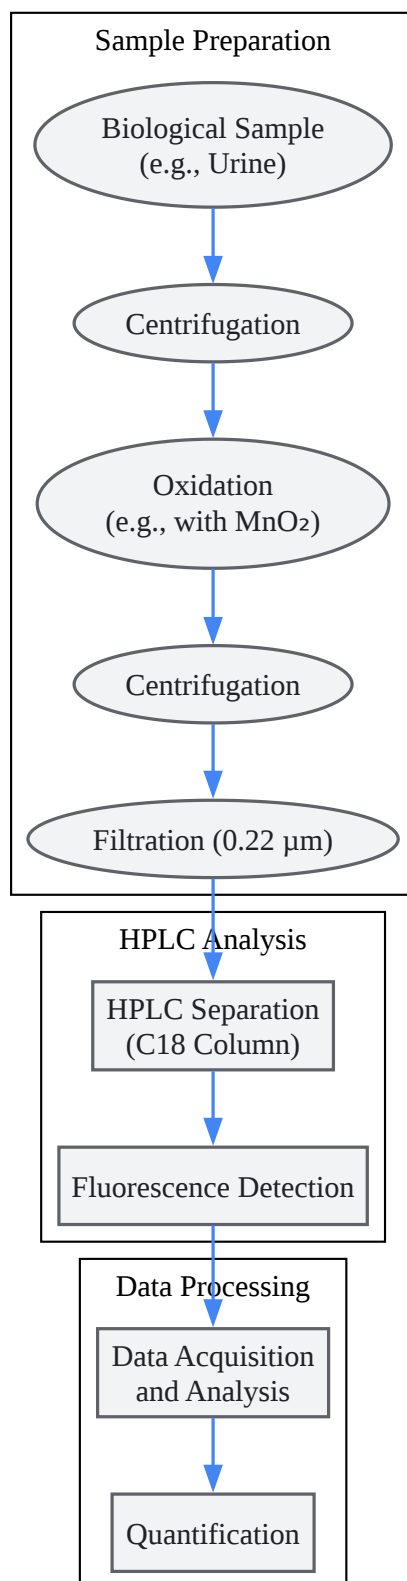 Sample Preparation
Biological Sample
(e.g., Urine)
Centrifugation
Oxidation
(e.g., with MnO₂)
Centrifugation
Filtration (0.22 µm)
HPLC Analysis
HPLC Separation
(C18 Column)
Fluorescence Detection
Data Processing
Data Acquisition
and Analysis
Quantification